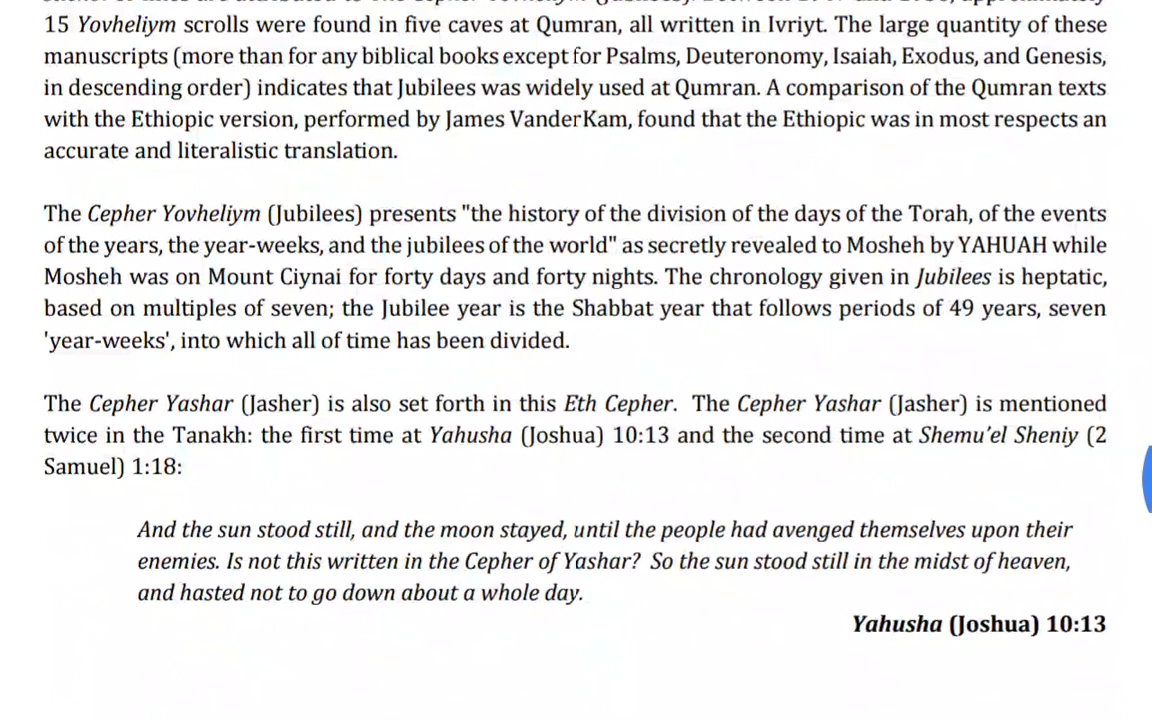 15 Yovheliym scrolls were found in five caves at Qumran, all written in Ivriyt. The large quantity of these
manuscripts (more than for any biblical books except for Psalms, Deuteronomy, Isaiah, Exodus, and Genesis,
in descending order) indicates that Jubilees was widely used at Qumran. A comparison of the Qumran texts
with the Ethiopic version, performed by James VanderKam, found that the Ethiopic was in most respects an
accurate and literalistic translation.
The Cepher Yovheliym (Jubilees) presents "the history of the division of the days of the Torah, of the events
of the years, the year-weeks, and the jubilees of the world" as secretly revealed to Mosheh by YAHUAH while
Mosheh was on Mount Ciynai for forty days and forty nights. The chronology given in Jubilees is heptatic,
based on multiples of seven; the Jubilee year is the Shabbat year that follows periods of 49 years, seven
'year-weeks', into which all of time has been divided.
The Cepher Yashar (Jasher) is also set forth in this Eth Cepher. The Cepher Yashar (Jasher) is mentioned
twice in the Tanakh: the first time at Yahusha (Joshua) 10:13 and the second time at Shemu'el Sheniy (2
Samuel) 1:18:
And the sun stood still, and the moon stayed, until the people had avenged themselves upon their
enemies. Is not this written in the Cepher of Yashar? So the sun stood still in the midst of heaven,
and hasted not to go down about a whole day.
Yahusha (Joshua) 10:13